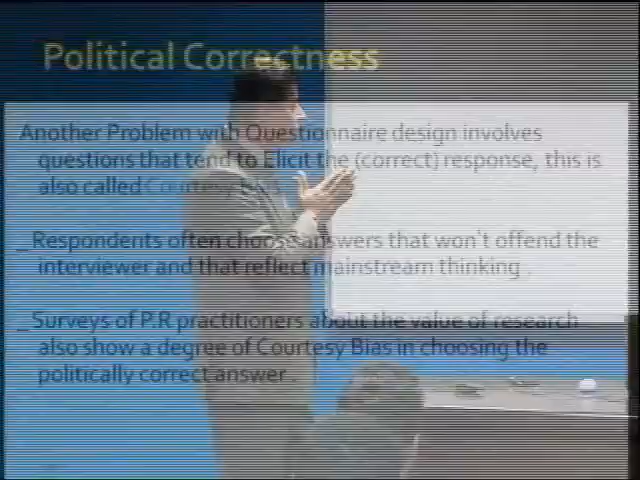 Political Correctness
Another Problem with Questionnaire design involves
questions that tend to Elicit the (correct) response, this is
also called Courtesy Bias
_Respondents often choose answers that won't offend the
interviewer and that reflect mainstream thinking .
_Surveys of P.R practitioners about the value of research
also show a degree of Courtesy Bias in choosing the
politically correct answer .